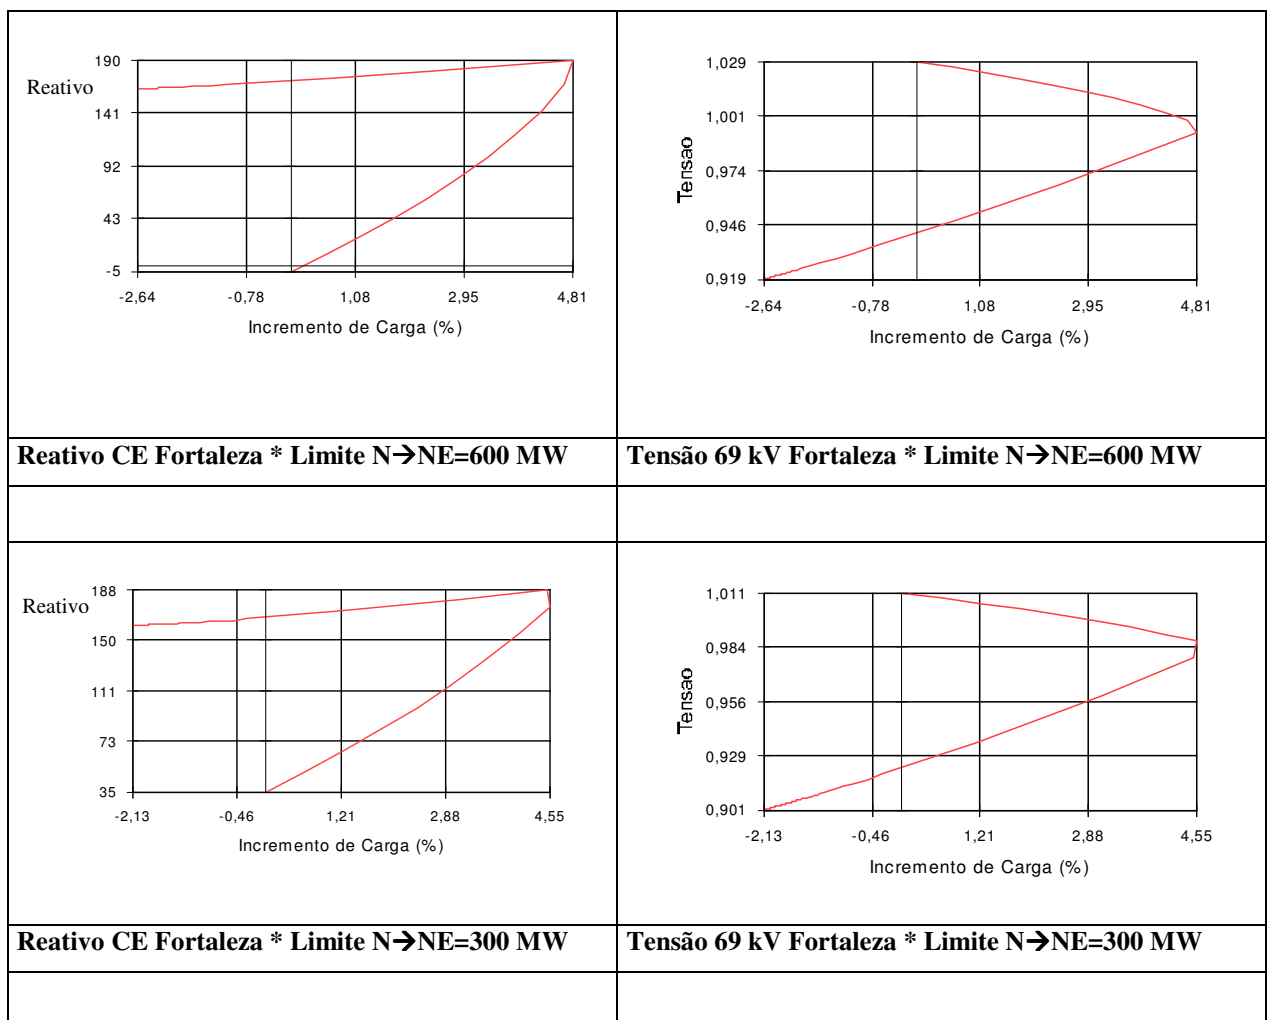 190
Reativo
141
92
43
-5
-2,64 -0,78 1,08 2,95 4,81
Incremento de Carga (%)
1,029
1,001
0,974
0,946
0,919
Tensao
-2,64 -0,78 1,08 2,95 4,81
Incremento de Carga (%)
Reativo CE Fortaleza * Limite N→NE=600 MW
Tensão 69 kV Fortaleza * Limite N→NE=600 MW
188
Reativo
150
111
73
35
-2,13 -0,46 1,21 2,88 4,55
Incremento de Carga (%)
1,011
0,984
0,956
0,929
0,901
Tensao
-2,13 -0,46 1,21 2,88 4,55
Incremento de Carga (%)
Reativo CE Fortaleza * Limite N→NE=300 MW
Tensão 69 kV Fortaleza * Limite N→NE=300 MW